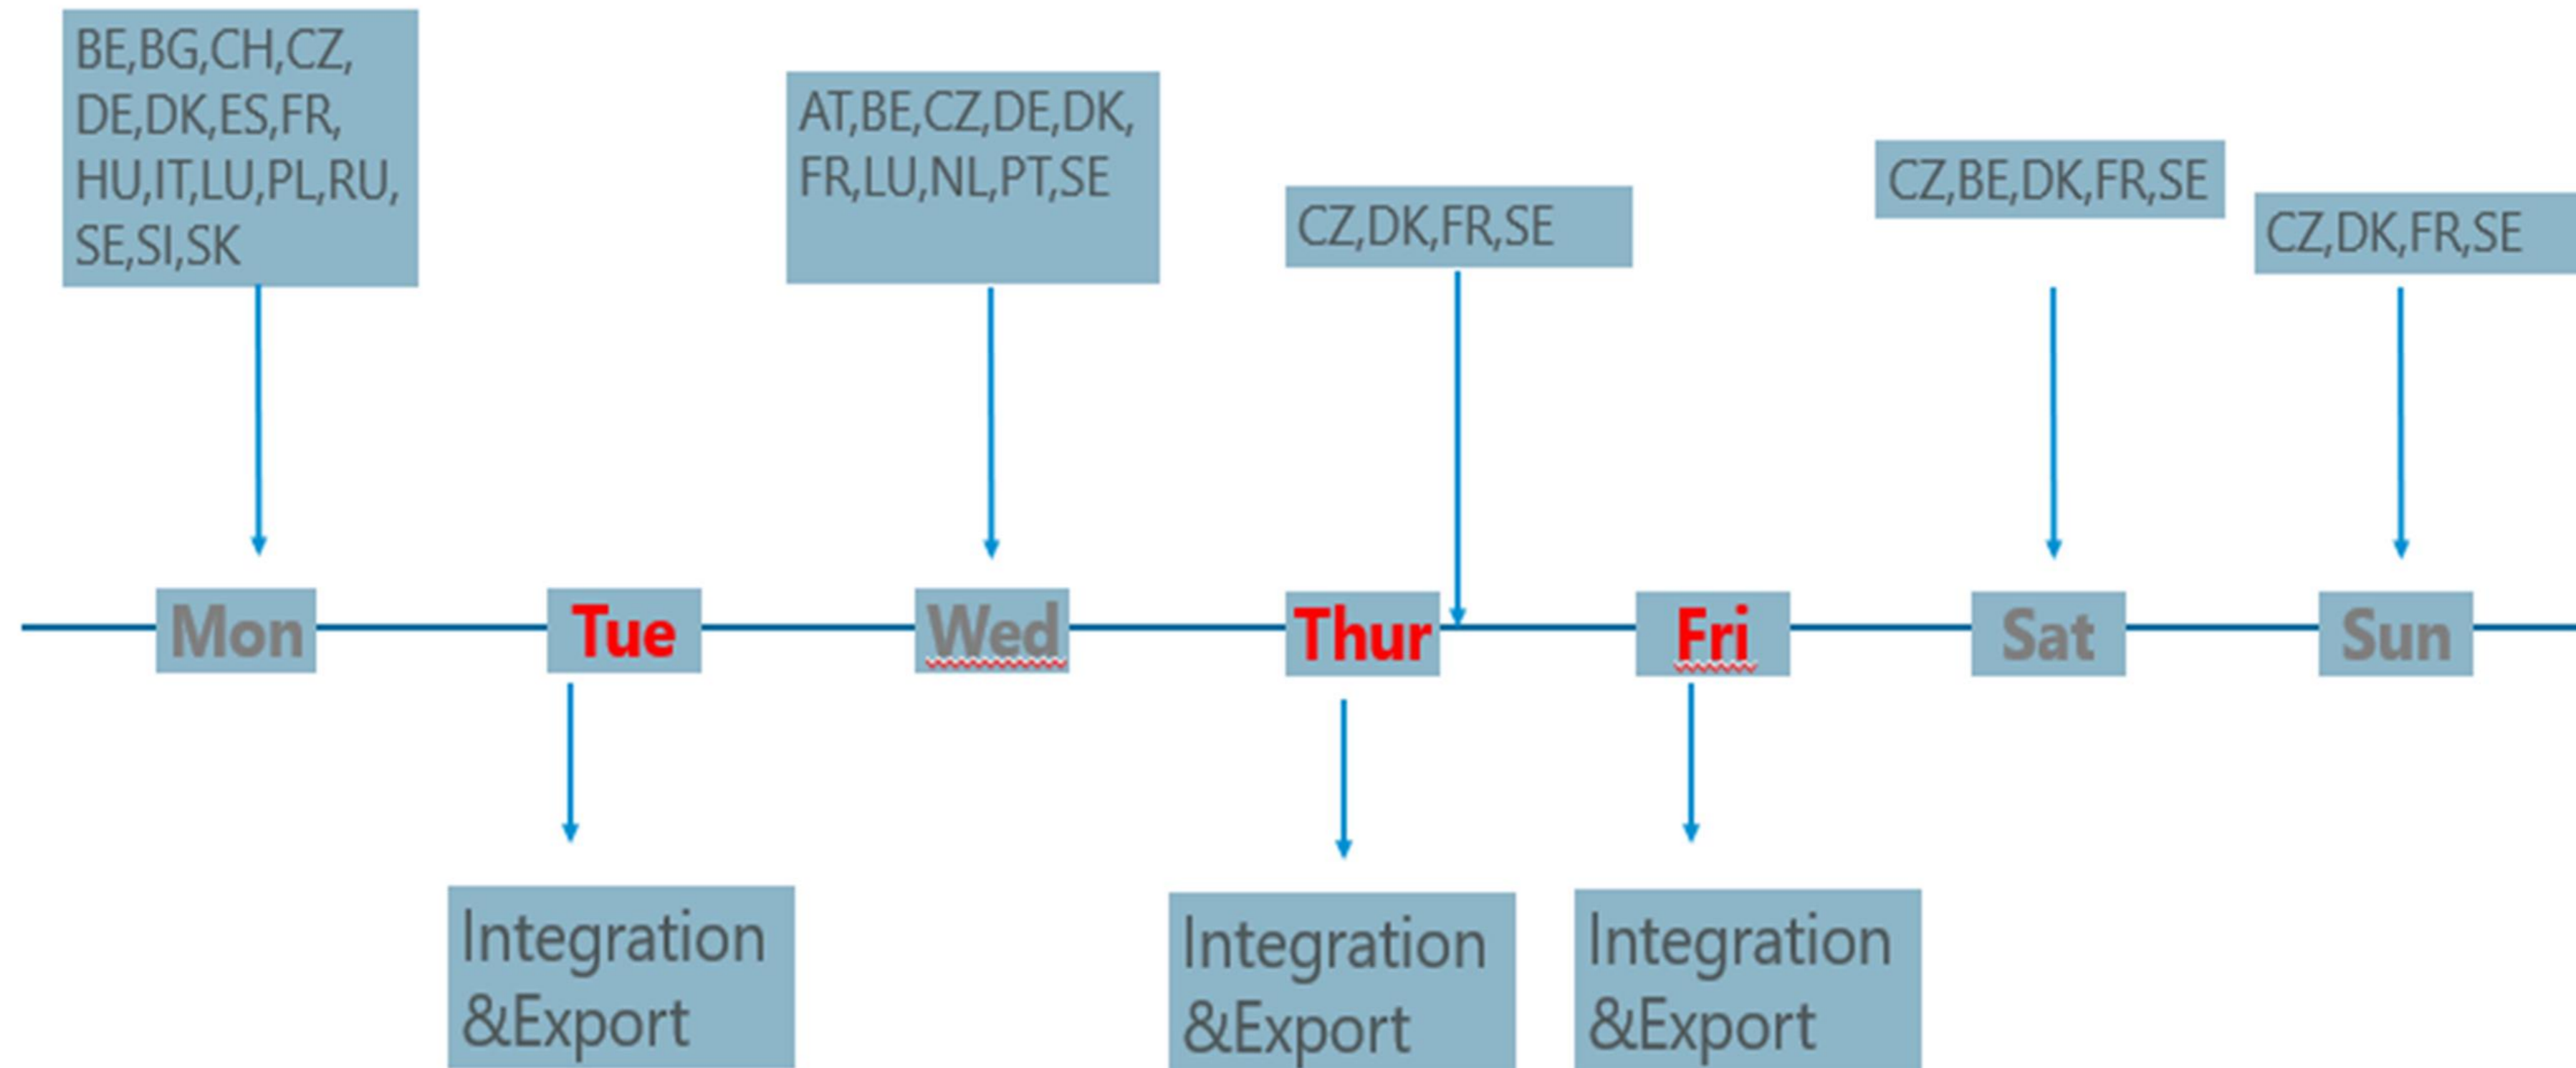 BE,BG,CH,CZ,
DE,DK,ES,FR,
HU,IT,LU,PL,RU,
SE,SI,SK
AT,BE,CZ,DE,DK,
FR,LU,NL,PT,SE
CZ,DK,FR,SE
CZ,BE,DK,FR,SE
CZ,DK,FR,SE
Mon
Tue
Wed
Thur
Fri
Sat
Sun
Integration
&Export
Integration
&Export
Integration
&Export